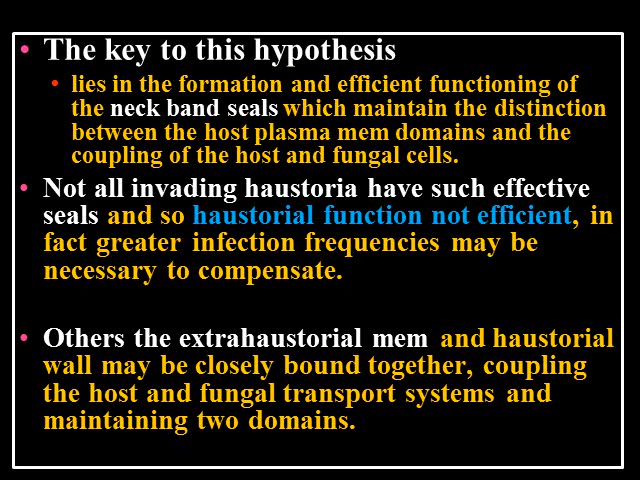 • The key to this hypothesis
• lies in the formation and efficient functioning of
the neck band seals which maintain the distinction
between the host plasma mem domains and the
coupling of the host and fungal cells.
• Not all invading haustoria have such effective
seals and so haustorial function not efficient, in
fact greater infection frequencies may be
necessary to compensate.
• Others the extrahaustorial mem and haustorial
wall may be closely bound together, coupling
the host and fungal transport systems and
maintaining two domains.